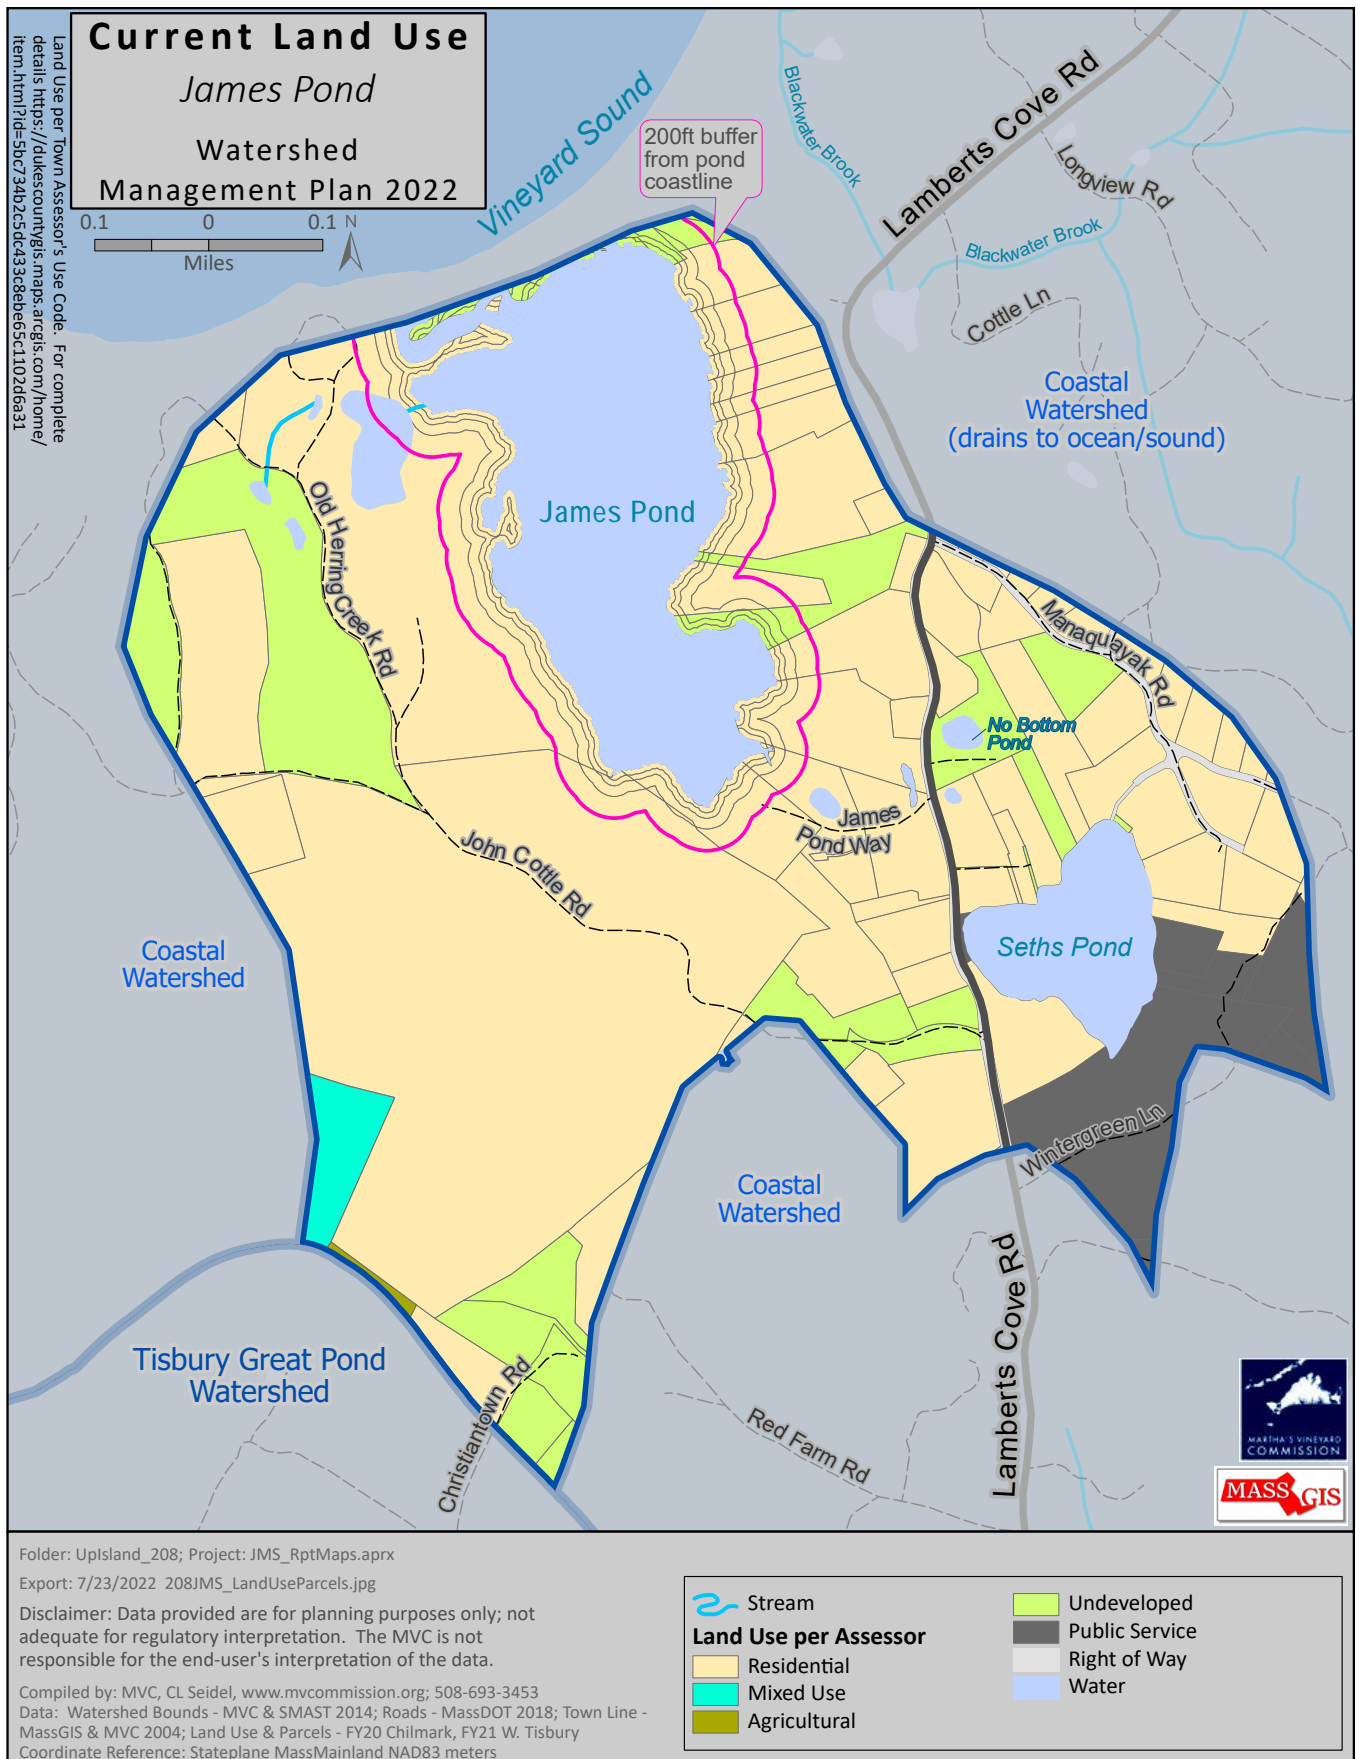 Current Land Use
James Pond
Watershed
Management Plan 2022
Land Use per Town Assessor's Use Code. For complete
details https://dukescountygis.maps.arcgis.com/home/
item.html?id=5bc734b2c5dc433c8ebe65c1102d6a31
0.1 0 0.1 N
Miles
Vineyard Sound
200ft buffer
from pond
coastline
Blackwater Brook
Lamberts Cove Rd
Longview Rd
Blackwater Brook
Cottle Ln
Coastal
Watershed
(drains to ocean/sound)
James Pond
Old Herring Creek Rd
Manaquayak Rd
No Bottom
Pond
James
Pond Way
John Cottle Rd
Seths Pond
Coastal
Watershed
Wintergreen Ln
Coastal
Watershed
Lamberts Cove Rd
Tisbury Great Pond
Watershed
Christiantown Rd
Red Farm Rd
MARTHA'S VINEYARD
COMMISSION
MASS GIS
Folder: UpIsland_208; Project: JMS_RptMaps.aprx
Export: 7/23/2022 208JMS_LandUseParcels.jpg
Disclaimer: Data provided are for planning purposes only; not
adequate for regulatory interpretation. The MVC is not
responsible for the end-user's interpretation of the data.
Compiled by: MVC, CL Seidel, www.mvcommission.org; 508-693-3453
Data: Watershed Bounds - MVC & SMAST 2014; Roads - MassDOT 2018; Town Line -
MassGIS & MVC 2004; Land Use & Parcels - FY20 Chilmark, FY21 W. Tisbury
Coordinate Reference: Stateplane MassMainland NAD83 meters
Stream
Land Use per Assessor
Residential
Mixed Use
Agricultural
Undeveloped
Public Service
Right of Way
Water